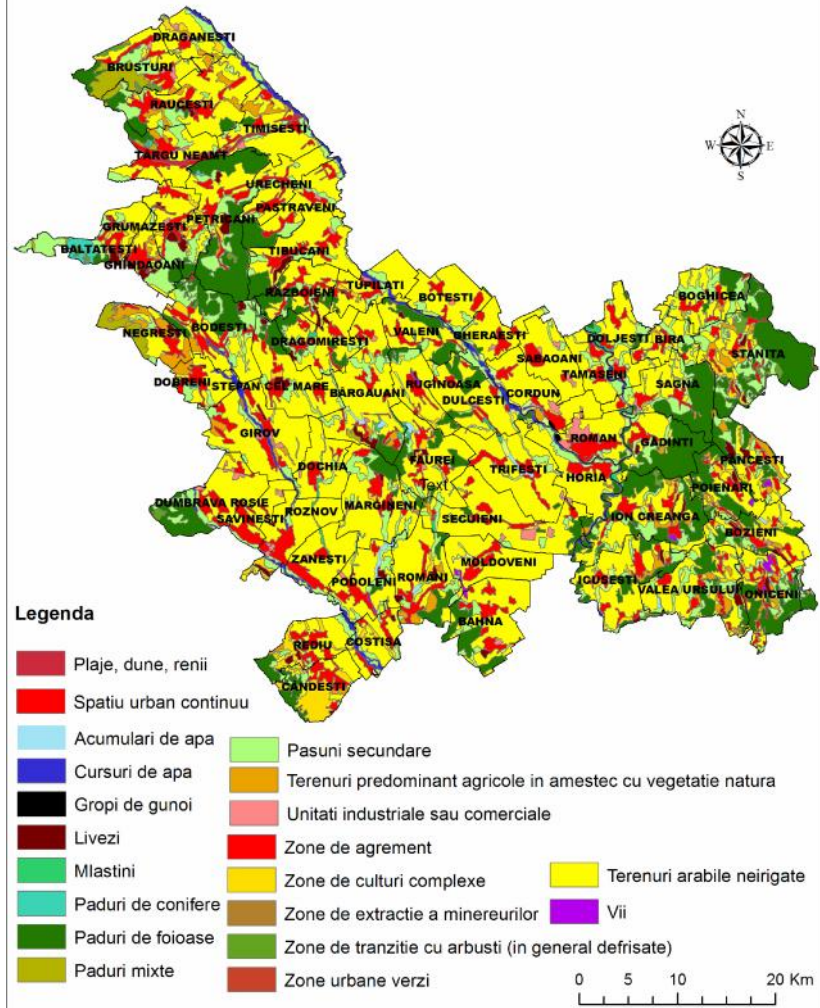 DRAGANESTI
BRUSTURI
RAUCESTI
TIMISESTI
TARGU NEAMT
URECHENI
PASTRAVENI
PETRICANI
GRUMAZESTI
BALTATESTI
GHINDAOANI
TIBUCANI
RAZBOIENI
TUPILATI
BOTESTI
NEGRESTI
BODESTI
DRAGOMIRESTI
VALENI
GHERAESTI
DOBRENI
STEFAN CEL MARE
BARGAUANI
RUGINOASA
DULCESTI
SABAOANI
CORDUN
TAMASENI
DOLJESTI
BIRA
BOGHICEA
STANITA
SAGNA
GIROV
DOCHIA
FAUREI
Text
TRIFESTI
ROMAN
HORIA
GADINTI
PANCESTI
POIENARI
DUMBRAVA ROSIE
SAVINESTI
ROZNOV
MARGINENI
SECUIENI
ION CREANGA
BOZIENI
ZANESTI
PODOLENI
ROMANI
MOLDOVENI
ICUSESTI
VALEA URSULUI
ONICENI
BAHNA
COSTISA
REDIU
CANDESTI
N
W
E
S
Legenda
Plaje, dune, renii
Spatiu urban continuu
Acumulari de apa
Cursuri de apa
Gropi de gunoi
Livezi
Mlastini
Paduri de conifere
Paduri de foioase
Paduri mixte
Pasuni secundare
Terenuri predominant agricole in amestec cu vegetatie natura
Unitati industriale sau comerciale
Zone de agrement
Zone de culturi complexe
Zone de extractie a minereurilor
Zone de tranzitie cu arbusti (in general defrisate)
Zone urbane verzi
Terenuri arabile neirigate
Vii
0 5 10 20 Km